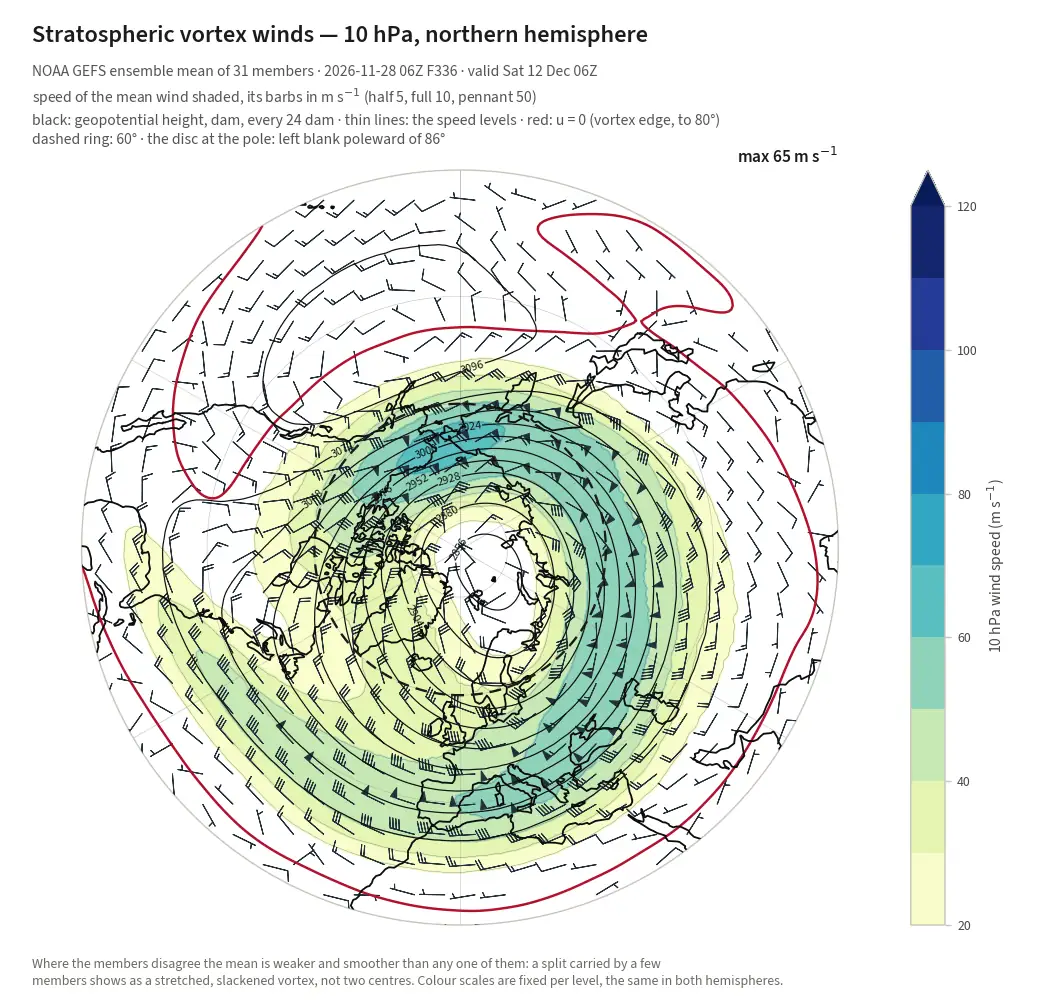 Stratospheric vortex winds — 10 hPa, northern hemisphere
NOAA GEFS ensemble mean of 31 members · 2026-11-28 06Z F336 · valid Sat 12 Dec 06Z
speed of the mean wind shaded, its barbs in m s⁻¹ (half 5, full 10, pennant 50)
black: geopotential height, dam, every 24 dam · thin lines: the speed levels · red: u = 0 (vortex edge, to 80°)
dashed ring: 60° · the disc at the pole: left blank poleward of 86°
max 65 m s⁻¹
120
100
80
60
40
20
10 hPa wind speed (m s⁻¹)
3096
2952
2928
Where the members disagree the mean is weaker and smoother than any one of them: a split carried by a few
members shows as a stretched, slackened vortex, not two centres. Colour scales are fixed per level, the same in both hemispheres.